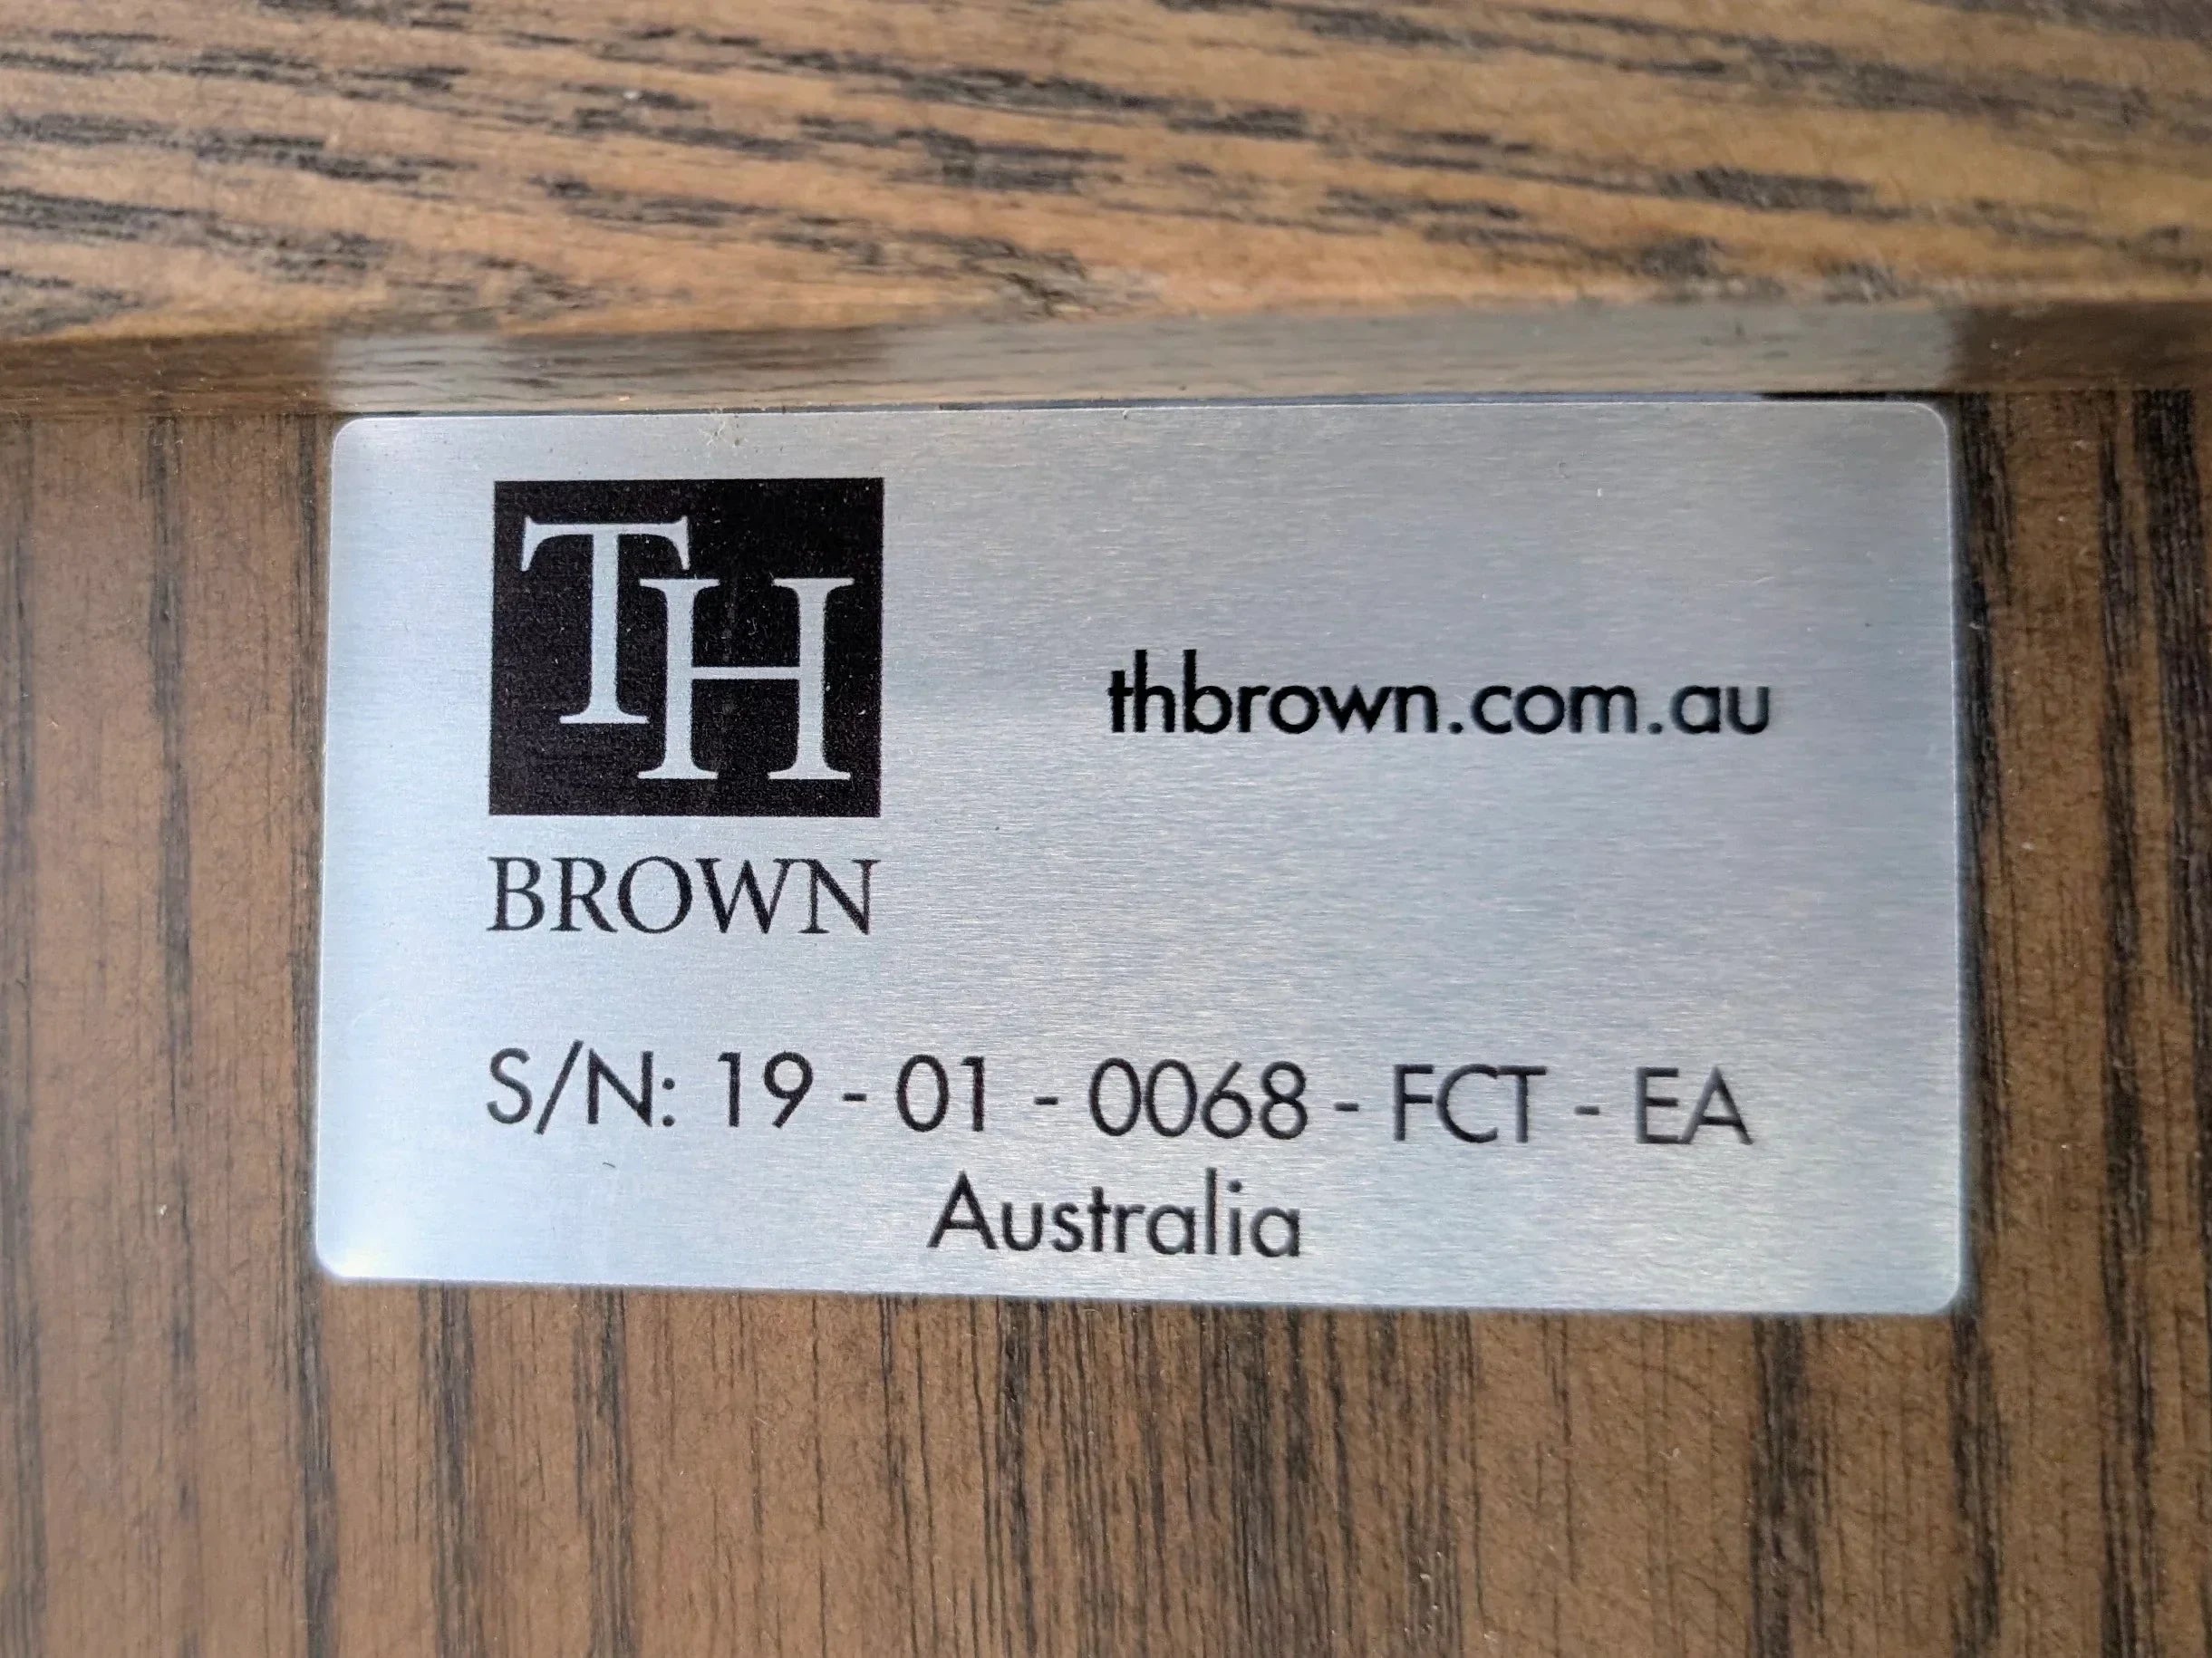 TH
BROWN
thbrown.com.au
S/N: 19 - 01 - 0068 - FCT - EA
Australia